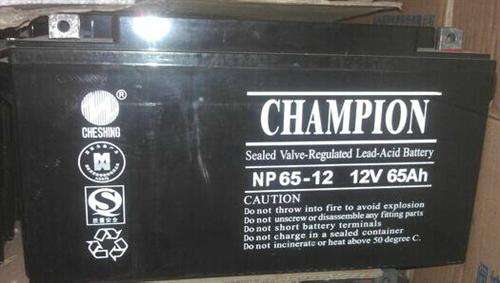 ®
CHESHING
CHAMPION
Sealed Valve-Regulated Lead-Acid Battery
NP 65-12 12V 65Ah
CAUTION
Do not throw into fire to avoid explosion
Do not unscrew or disassemble any fitting parts
Do not short battery terminals
Do not charge in a sealed container
Do not incinerate or heat above 50 degree C.